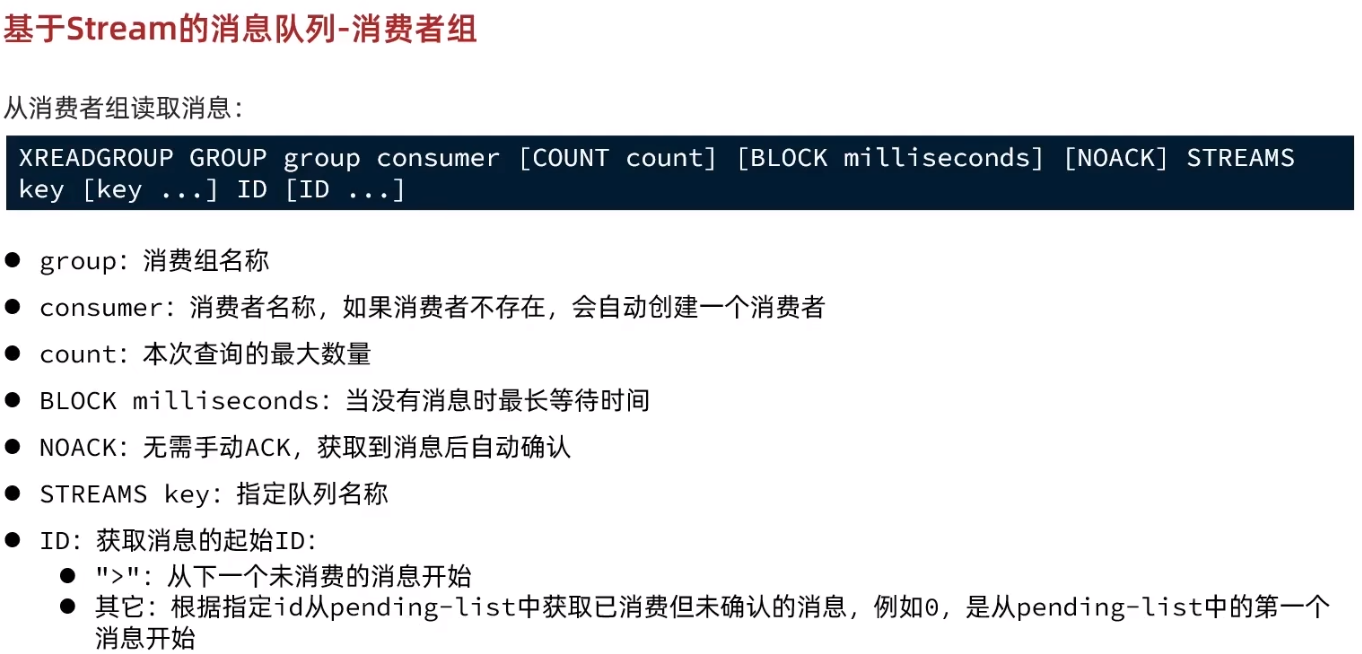 基于Stream的消息队列-消费者组
从消费者组读取消息：
XREADGROUP GROUP group consumer [COUNT count] [BLOCK milliseconds] [NOACK] STREAMS
key [key ...] ID [ID ...]
● group：消费组名称
● consumer：消费者名称，如果消费者不存在，会自动创建一个消费者
● count：本次查询的最大数量
● BLOCK milliseconds：当没有消息时最长等待时间
● NOACK：无需手动ACK，获取到消息后自动确认
● STREAMS key：指定队列名称
● ID：获取消息的起始ID：
● ">"：从下一个未消费的消息开始
● 其它：根据指定id从pending-list中获取已消费但未确认的消息，例如0，是从pending-list中的第一个
消息开始